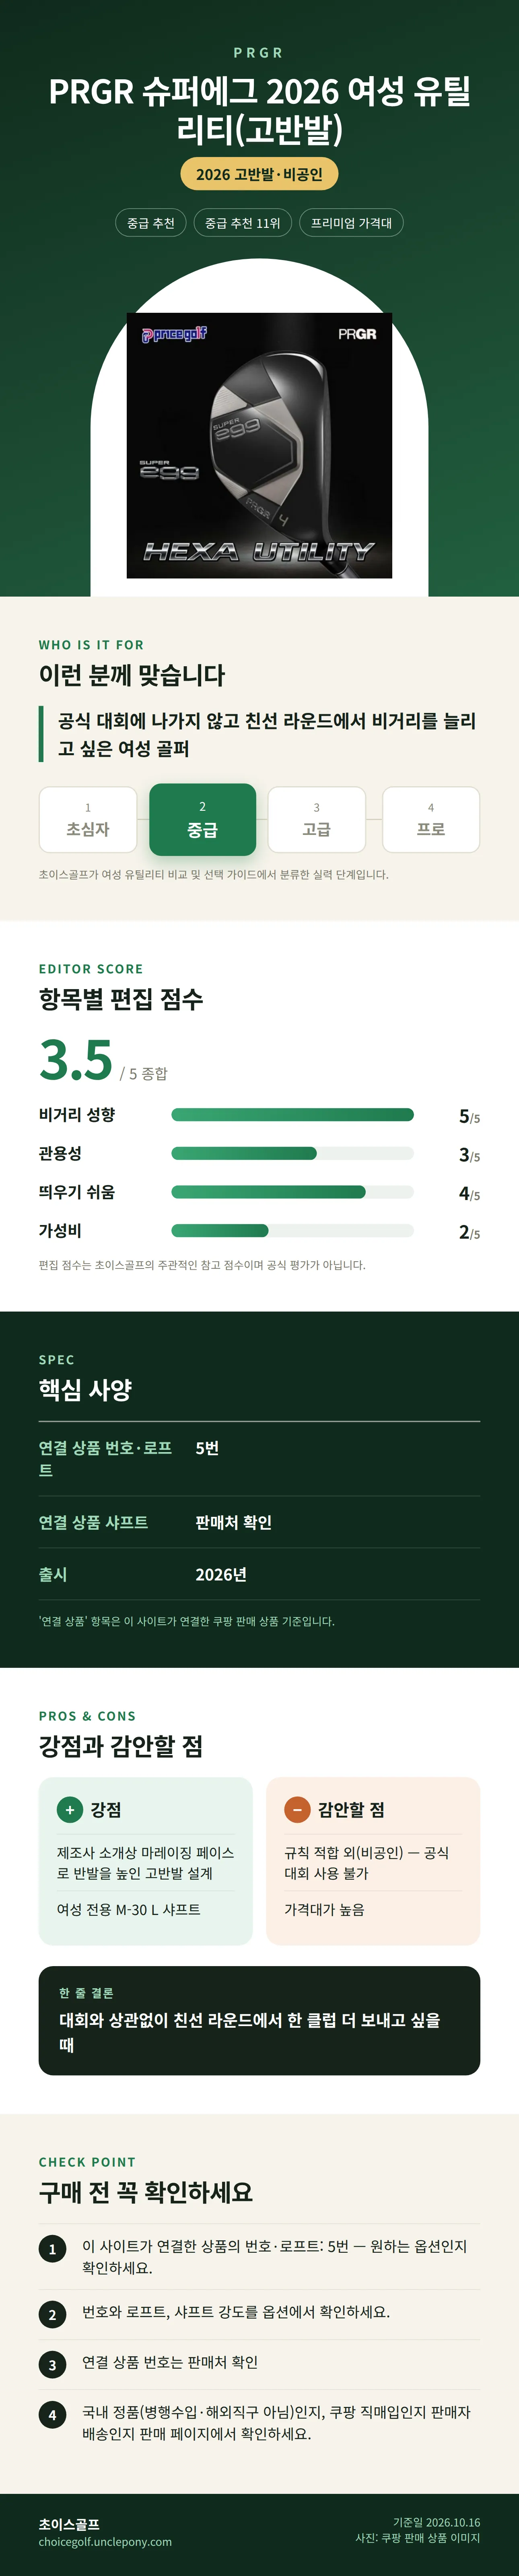 PRGR
PRGR 슈퍼에그 2026 여성 유틸
리티(고반발)
2026 고반발·비공인
중급 추천
중급 추천 11위
프리미엄 가격대
pricegolf
PRGR
SUPER
egg
SUPER
egg
PRGR 4
HEXA UTILITY
WHO IS IT FOR
이런 분께 맞습니다
공식 대회에 나가지 않고 친선 라운드에서 비거리를 늘리
고 싶은 여성 골퍼
1
초심자
2
중급
3
고급
4
프로
초이스골프가 여성 유틸리티 비교 및 선택 가이드에서 분류한 실력 단계입니다.
EDITOR SCORE
항목별 편집 점수
3.5 / 5 종합
비거리 성향 5/5
관용성 3/5
띄우기 쉬움 4/5
가성비 2/5
편집 점수는 초이스골프의 주관적인 참고 점수이며 공식 평가가 아닙니다.
SPEC
핵심 사양
연결 상품 번호·로프
트
5번
연결 상품 샤프트 판매처 확인
출시 2026년
'연결 상품' 항목은 이 사이트가 연결한 쿠팡 판매 상품 기준입니다.
PROS & CONS
강점과 감안할 점
+ 강점
제조사 소개상 마레이징 페이스
로 반발을 높인 고반발 설계
여성 전용 M-30 L 샤프트
− 감안할 점
규칙 적합 외(비공인) — 공식
대회 사용 불가
가격대가 높음
한 줄 결론
대회와 상관없이 친선 라운드에서 한 클럽 더 보내고 싶을
때
CHECK POINT
구매 전 꼭 확인하세요
1 이 사이트가 연결한 상품의 번호·로프트: 5번 — 원하는 옵션인지
확인하세요.
2 번호와 로프트, 샤프트 강도를 옵션에서 확인하세요.
3 연결 상품 번호는 판매처 확인
4 국내 정품(병행수입·해외직구 아님)인지, 쿠팡 직매입인지 판매자
배송인지 판매 페이지에서 확인하세요.
초이스골프
choicegolf.unclepony.com
기준일 2026.10.16
사진: 쿠팡 판매 상품 이미지